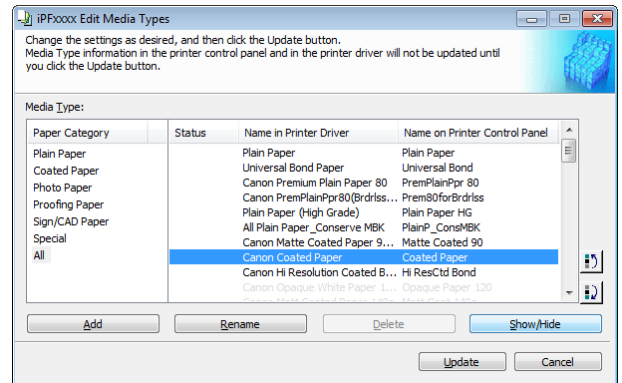 iPFxxxx Edit Media Types
Change the settings as desired, and then click the Update button.
Media Type information in the printer control panel and in the printer driver will not be updated until
you click the Update button.
Media Type:
Paper Category Status Name in Printer Driver Name on Printer Control Panel
Plain Paper Plain Paper Plain Paper
Coated Paper Universal Bond Paper Universal Bond
Photo Paper Canon Premium Plain Paper 80 PremPlainPpr 80
Proofing Paper Canon PremPlainPpr80(Brdrlss... Prem80forBrdrlss
Sign/CAD Paper Plain Paper (High Grade) Plain Paper HG
Special All Plain Paper_Conserve MBK PlainP_ConsMBK
All Canon Matte Coated Paper 9... Matte Coated 90
Canon Coated Paper Coated Paper
Canon Hi Resolution Coated B... Hi ResCtd Bond
Canon Opaque White Paper 1... Opaque Paper 120
Add Rename Delete Show/Hide
Update Cancel